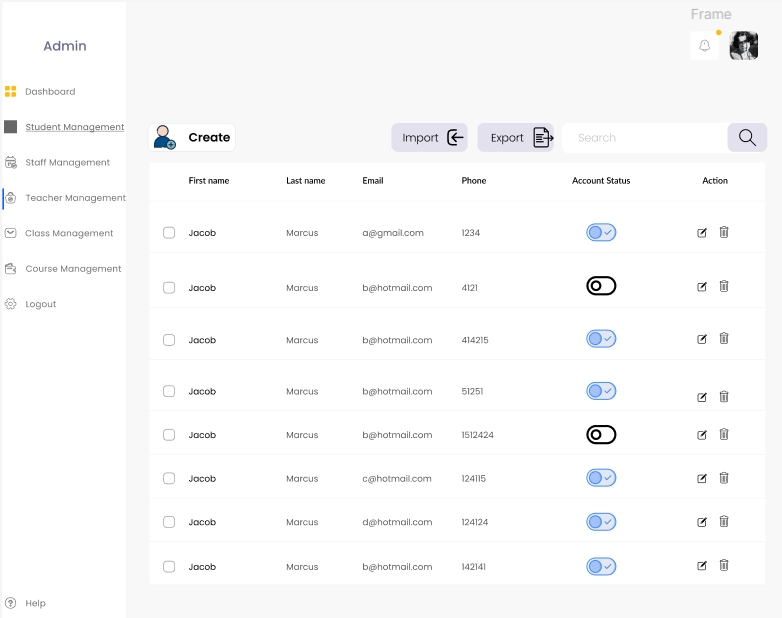 Frame
Admin
Dashboard
Student Management
Staff Management
Teacher Management
Class Management
Course Management
Logout
Help
Create Import Export Search
First name Last name Email Phone Account Status Action
Jacob Marcus a@gmail.com 1234
Jacob Marcus b@hotmail.com 4121
Jacob Marcus b@hotmail.com 414215
Jacob Marcus b@hotmail.com 51251
Jacob Marcus b@hotmail.com 1512424
Jacob Marcus c@hotmail.com 124115
Jacob Marcus d@hotmail.com 124124
Jacob Marcus b@hotmail.com 142141